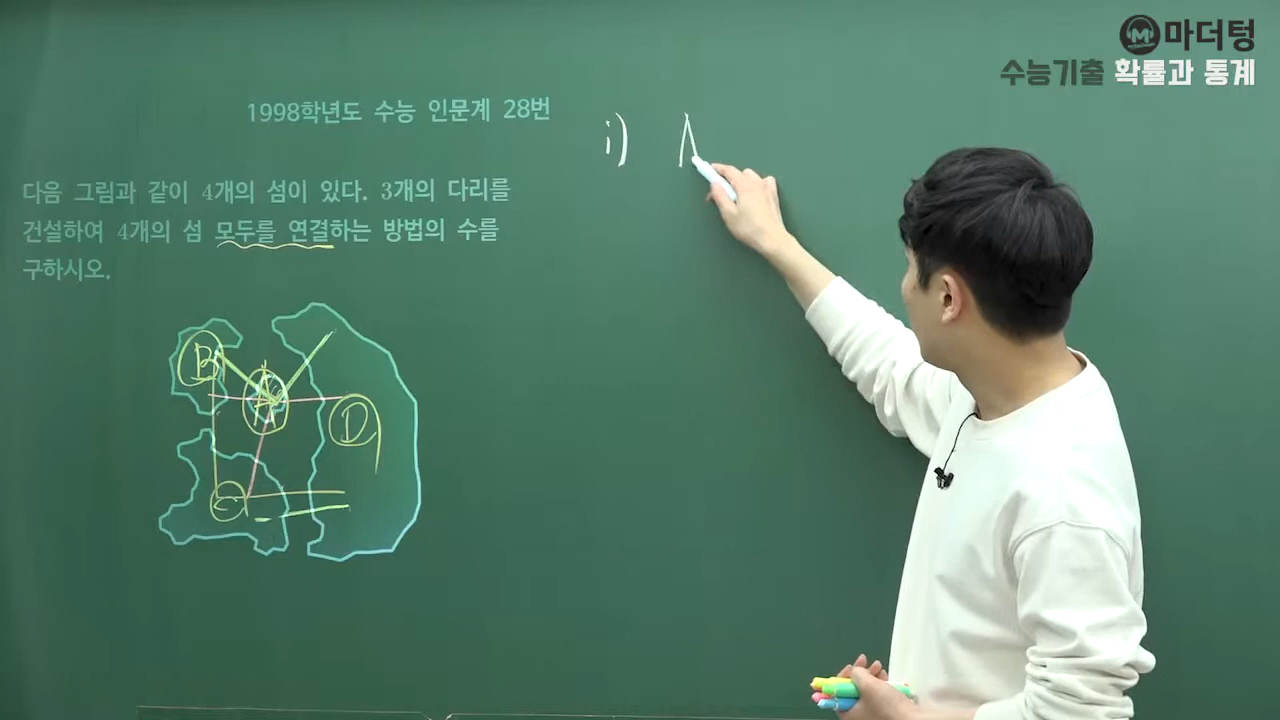 마더텅
수능기출 확률과 통계
1998학년도 수능 인문계 28번
다음 그림과 같이 4개의 섬이 있다. 3개의 다리를
건설하여 4개의 섬 모두를 연결하는 방법의 수를
구하시오.
i)
B
A
D
C